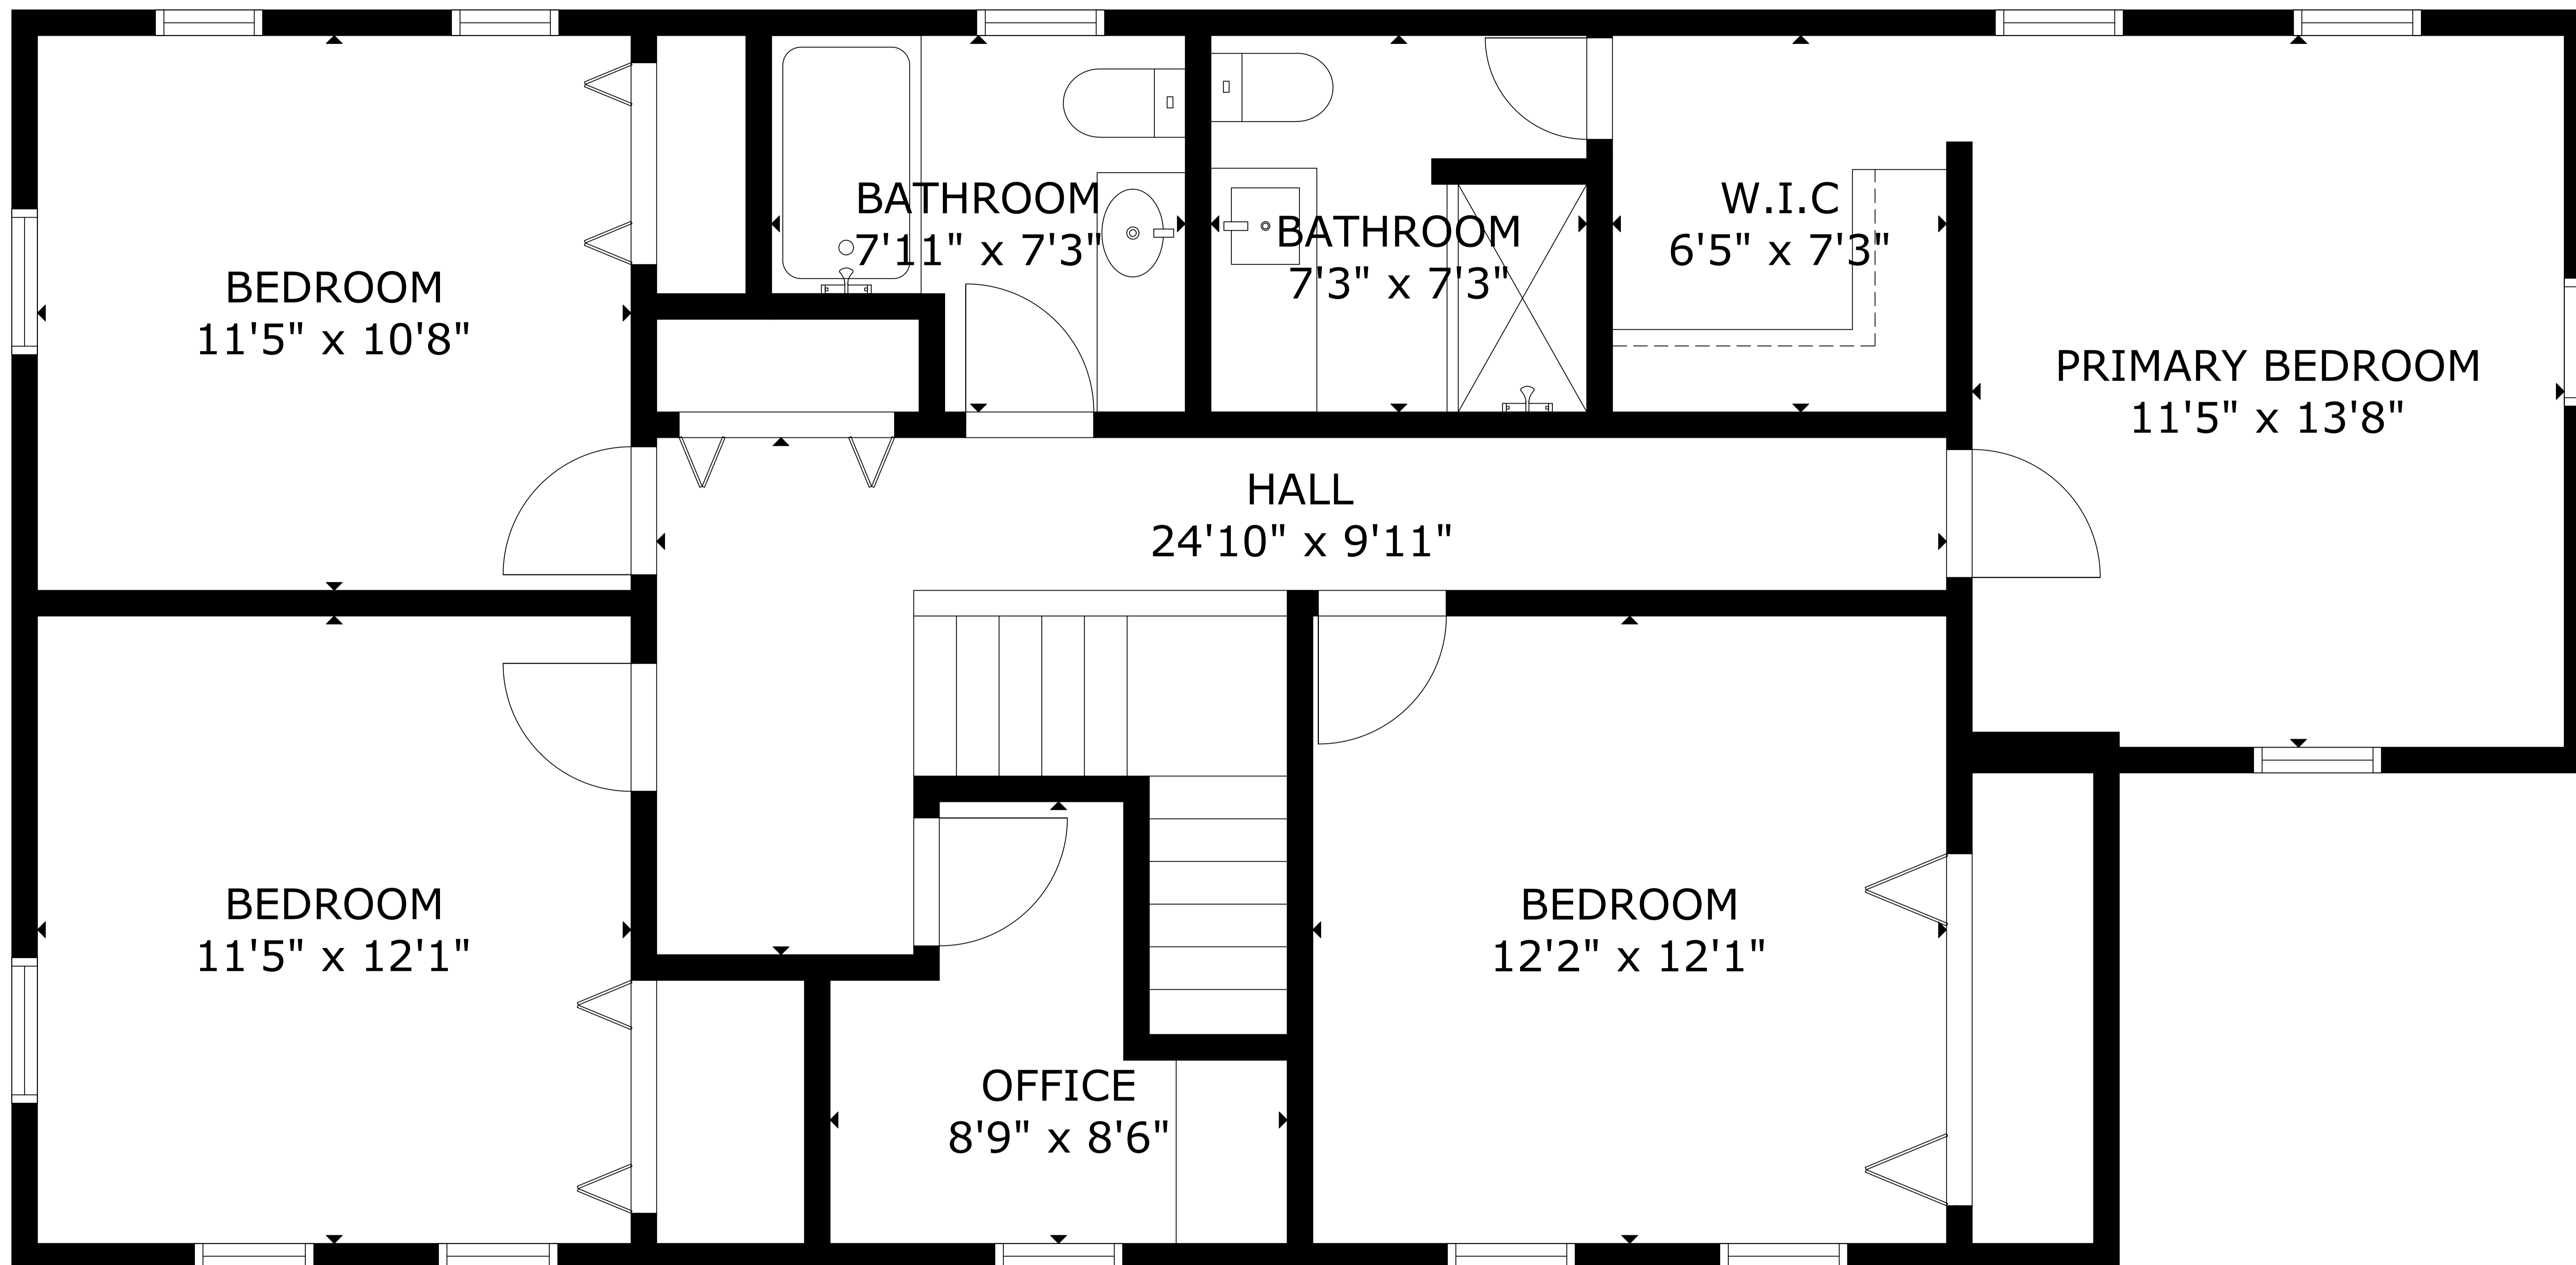 BATHROOM
7'11" x 7'3"
BATHROOM
7'3" x 7'3"
W.I.C
6'5" x 7'3"
BEDROOM
11'5" x 10'8"
PRIMARY BEDROOM
11'5" x 13'8"
HALL
24'10" x 9'11"
BEDROOM
11'5" x 12'1"
BEDROOM
12'2" x 12'1"
OFFICE
8'9" x 8'6"